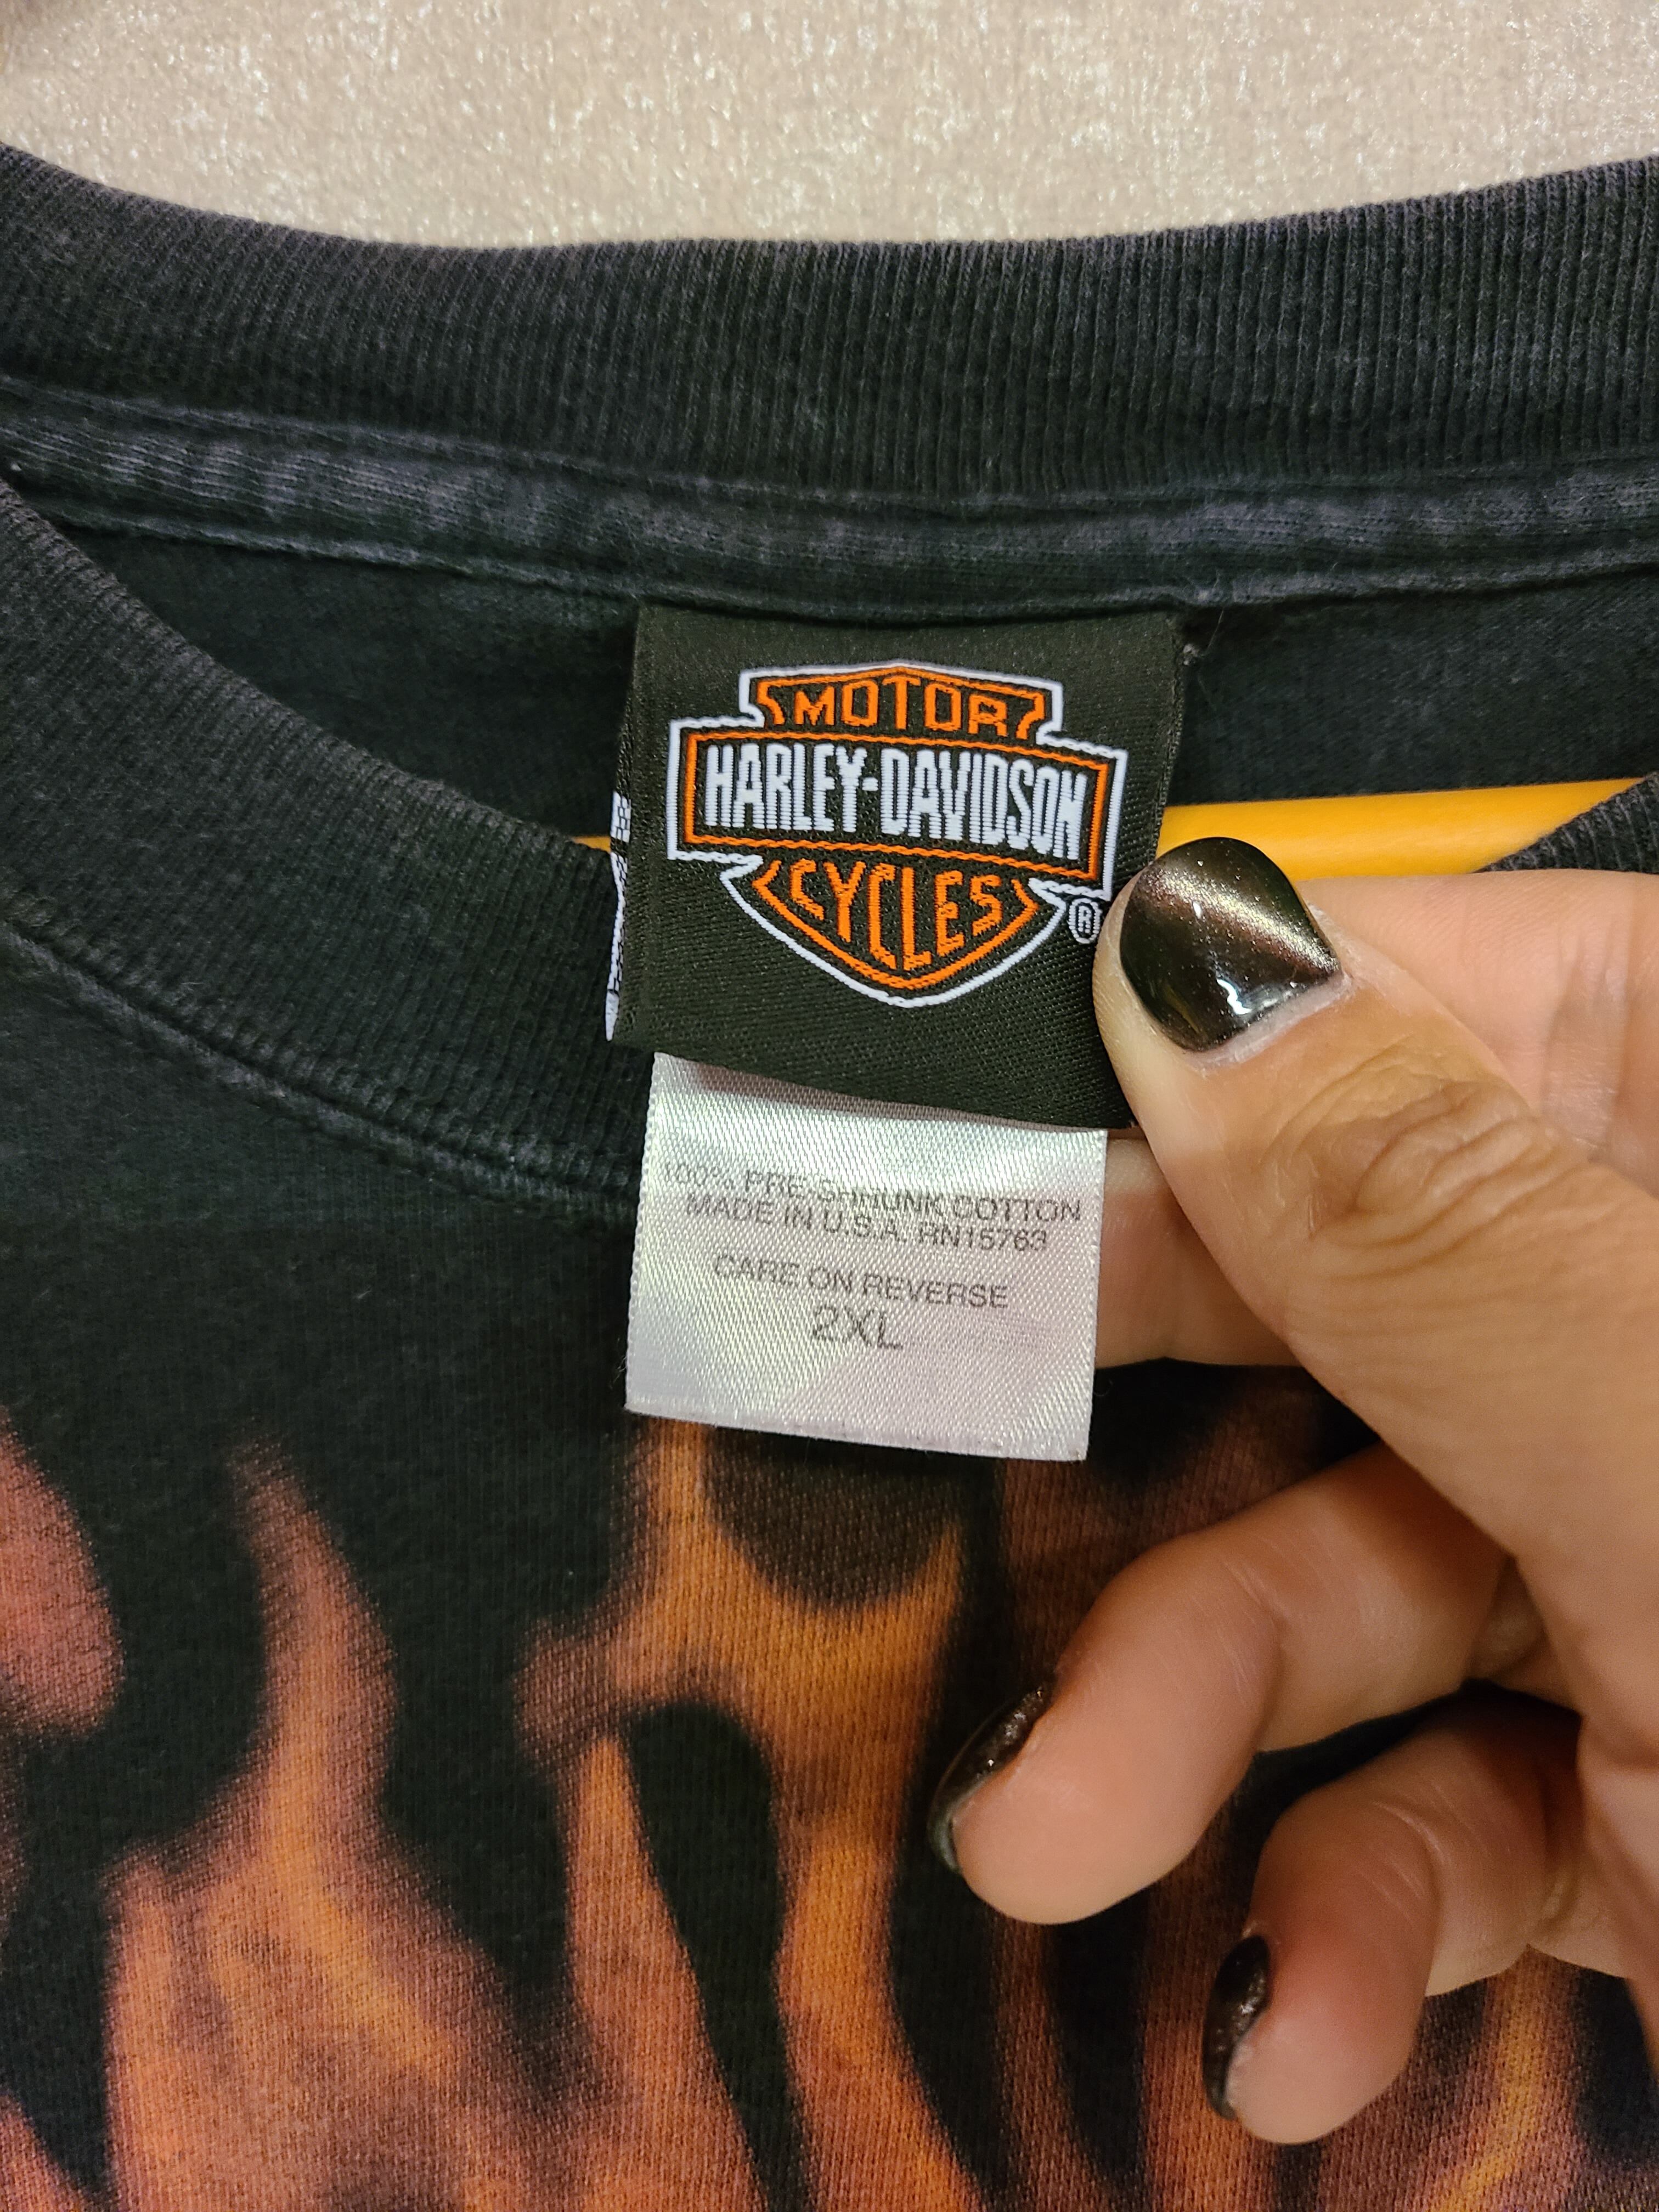 MOTOR
HARLEY-DAVIDSON
CYCLES
®
100% PRE-SHRUNK COTTON
MADE IN U.S.A. RN15763
CARE ON REVERSE
2XL